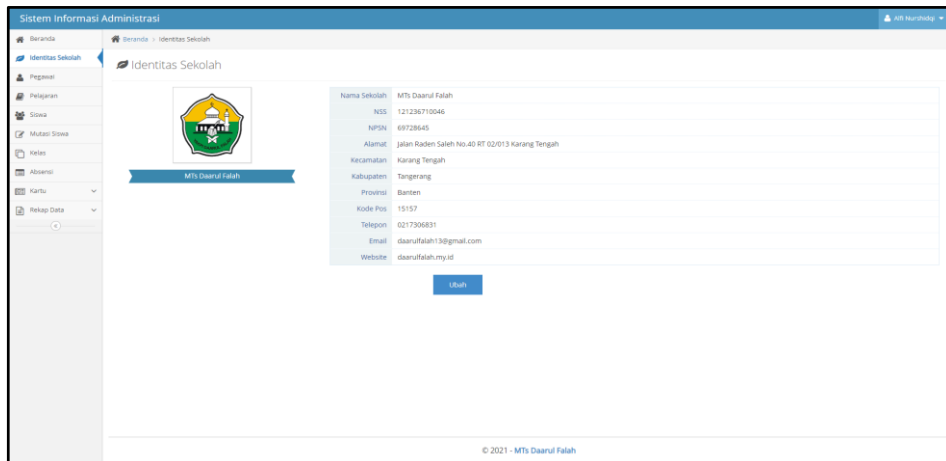 Sistem Informasi Administrasi
Alfi Nurshidqi
Beranda
Identitas Sekolah
Pegawai
Pelajaran
Siswa
Mutasi Siswa
Kelas
Absensi
Kartu
Rekap Data
Beranda > Identitas Sekolah
Identitas Sekolah
MTs Daarul Falah
Nama Sekolah MTs Daarul Falah
NSS 121236710046
NPSN 69728645
Alamat Jalan Raden Saleh No.40 RT 02/013 Karang Tengah
Kecamatan Karang Tengah
Kabupaten Tangerang
Provinsi Banten
Kode Pos 15157
Telepon 0217306831
Email daarulfalah13@gmail.com
Website daarulfalah.my.id
Ubah
© 2021 - MTs Daarul Falah